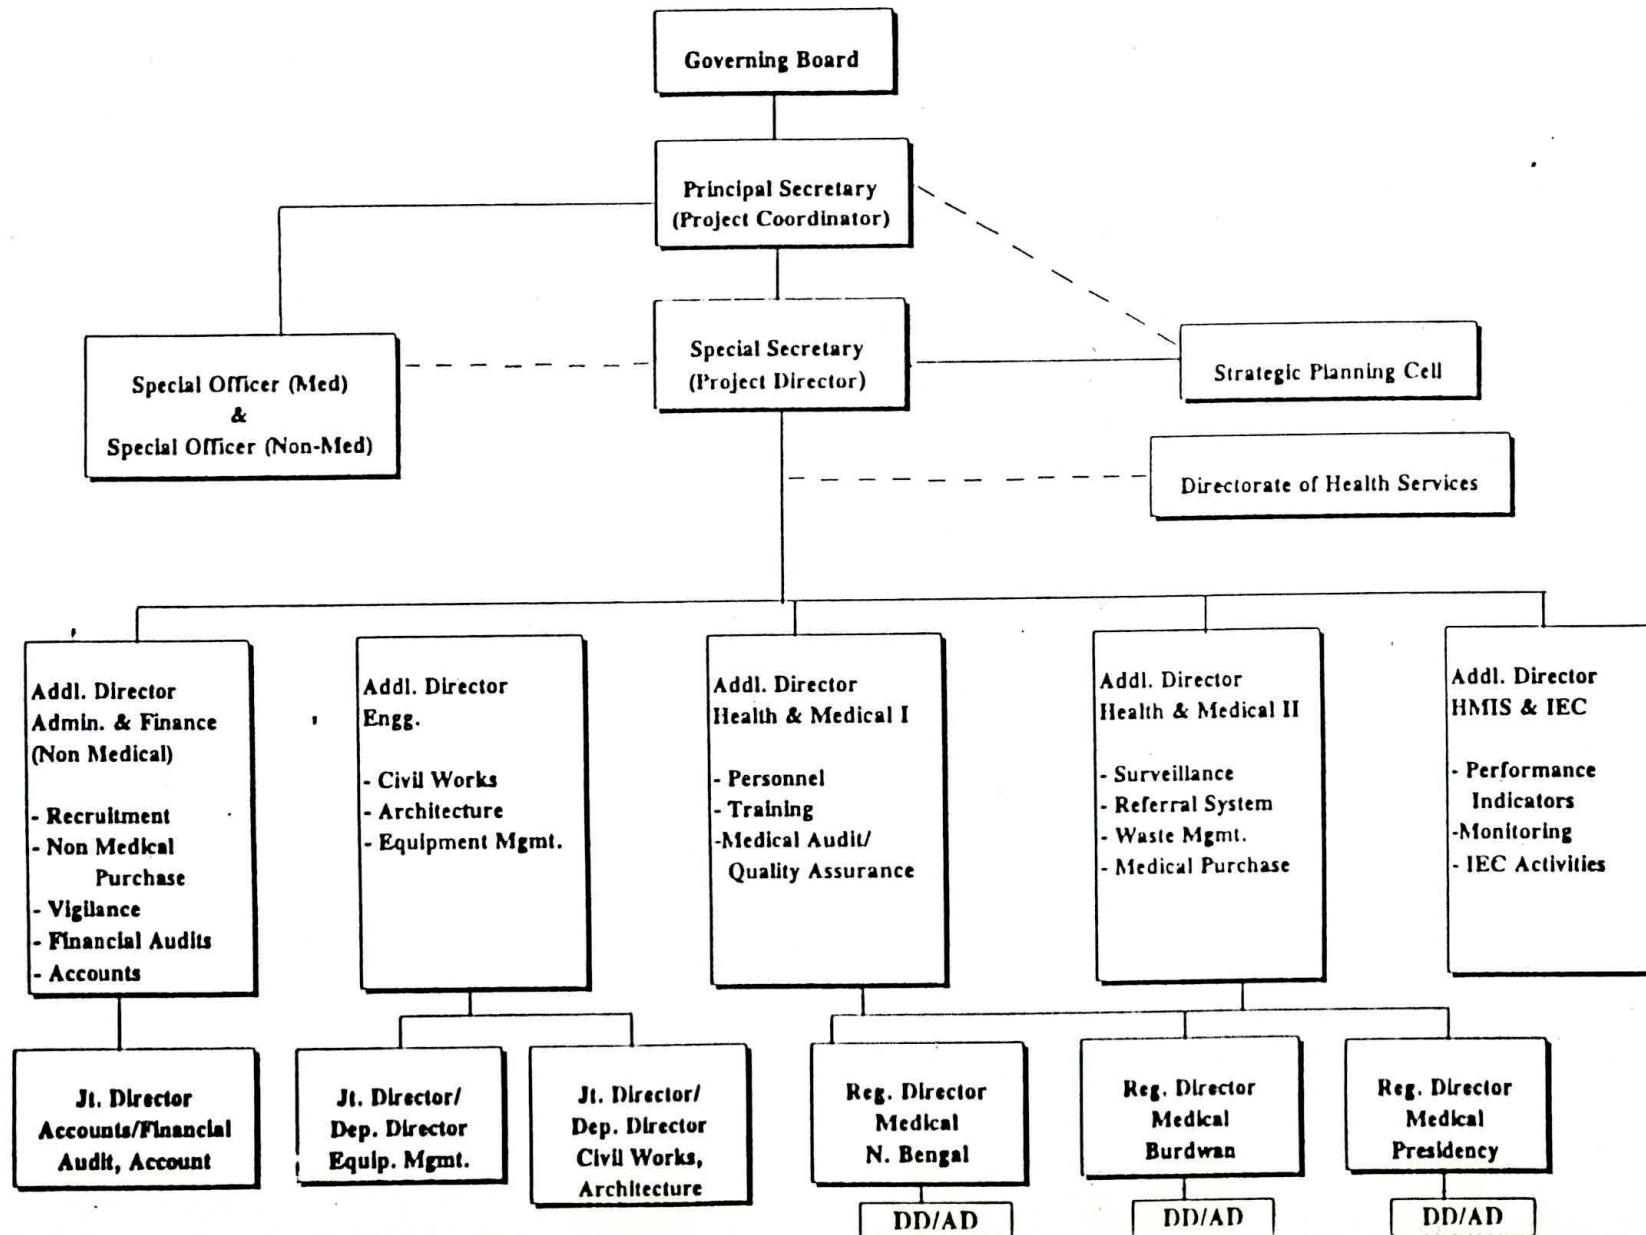 Governing Board
Principal Secretary
(Project Coordinator)
Special Secretary
(Project Director)
Special Officer (Med)
&
Special Officer (Non-Med)
Strategic Planning Cell
Directorate of Health Services
Addl. Director
Admin. & Finance
(Non Medical)
- Recruitment
- Non Medical
Purchase
- Vigilance
- Financial Audits
- Accounts
Addl. Director
Engg.
- Civil Works
- Architecture
- Equipment Mgmt.
Addl. Director
Health & Medical I
- Personnel
- Training
-Medical Audit/
Quality Assurance
Addl. Director
Health & Medical II
- Surveillance
- Referral System
- Waste Mgmt.
- Medical Purchase
Addl. Director
HMIS & IEC
- Performance
Indicators
-Monitoring
- IEC Activities
Jt. Director
Accounts/Financial
Audit, Account
Jt. Director/
Dep. Director
Equip. Mgmt.
Jt. Director/
Dep. Director
Civil Works,
Architecture
Reg. Director
Medical
N. Bengal
Reg. Director
Medical
Burdwan
Reg. Director
Medical
Presidency
DD/AD
DD/AD
DD/AD